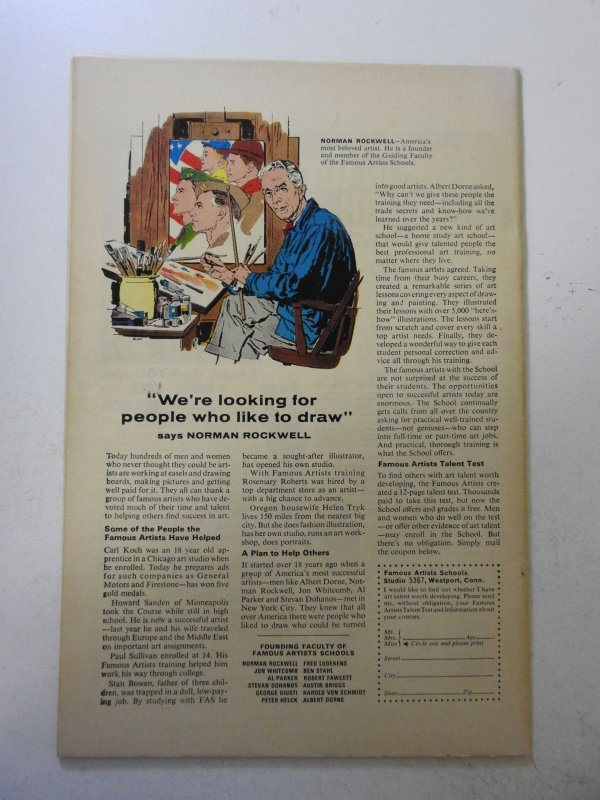 NORMAN ROCKWELL—America's
most beloved artist. He is a founder
and member of the Guiding Faculty
of the Famous Artists Schools.
"We're looking for
people who like to draw"
says NORMAN ROCKWELL
Today hundreds of men and women
who never thought they could be art-
ists are working at easels and drawing
boards, making pictures and getting
well paid for it. They all can thank a
group of famous artists who have de-
voted much of their time and talent
to helping others find success in art.
Some of the People the
Famous Artists Have Helped
Carl Koch was an 18 year old ap-
prentice in a Chicago art studio when
he enrolled. Today he prepares ads
for such companies as General
Motors and Firestone—has won five
gold medals.
Howard Sanden of Minneapolis
took the Course while still in high
school. He is now a successful artist
—last year he and his wife traveled
through Europe and the Middle East
on important art assignments.
Paul Sullivan enrolled at 14. His
Famous Artists training helped him
work his way through college.
Stan Bowen, father of three chil-
dren, was trapped in a dull, low-pay-
ing job. By studying with FAS he
became a sought-after illustrator,
has opened his own studio.
With Famous Artists training
Rosemary Roberts was hired by a
top department store as an artist—
with a big chance to advance.
Oregon housewife Helen Tryk
lives 150 miles from the nearest big
city. But she does fashion illustration,
has her own studio, runs an art work-
shop, does portraits.
A Plan to Help Others
It started over 18 years ago when a
group of America's most successful
artists—men like Albert Dorne, Nor-
man Rockwell, Jon Whitcomb, Al
Parker and Stevan Dohanos—met in
New York City. They knew that all
over America there were people who
liked to draw who could be turned
FOUNDING FACULTY OF
FAMOUS ARTISTS SCHOOLS
NORMAN ROCKWELL FRED LUDEKENS
JON WHITCOMB BEN STAHL
AL PARKER ROBERT FAWCETT
STEVAN DOHANOS AUSTIN BRIGGS
GEORGE GIUSTI HAROLD VON SCHMIDT
PETER HELCK ALBERT DORNE
into good artists. Albert Dorne asked,
"Why can't we give these people the
training they need—including all the
trade secrets and know-how we've
learned over the years?"
He suggested a new kind of art
school—a home study art school—
that would give talented people the
best professional art training, no
matter where they live.
The famous artists agreed. Taking
time from their busy careers, they
created a remarkable series of art
lessons covering every aspect of draw-
ing and painting. They illustrated
their lessons with over 5,000 "here's-
how" illustrations. The lessons start
from scratch and cover every skill a
top artist needs. Finally, they de-
veloped a wonderful way to give each
student personal correction and ad-
vice all through his training.
The famous artists with the School
are not surprised at the success of
their students. The opportunities
open to successful artists today are
enormous. The School continually
gets calls from all over the country
asking for practical well-trained stu-
dents—not geniuses—who can step
into full-time or part-time art jobs.
And practical, thorough training is
what the School offers.
Famous Artists Talent Test
To find others with art talent worth
developing, the Famous Artists cre-
ated a 12-page talent test. Thousands
paid to take this test, but now the
School offers and grades it free. Men
and women who do well on the test
—or offer other evidence of art talent
—may enroll in the School. But
there's no obligation. Simply mail
the coupon below.
Famous Artists Schools
Studio 5367, Westport, Conn.
I would like to find out whether I have
art talent worth developing. Please send
me, without obligation, your Famous
Artists Talent Test and information about
your courses.
Mr.
Mrs. Age
Miss Circle one and please print
Street
City
State Zip